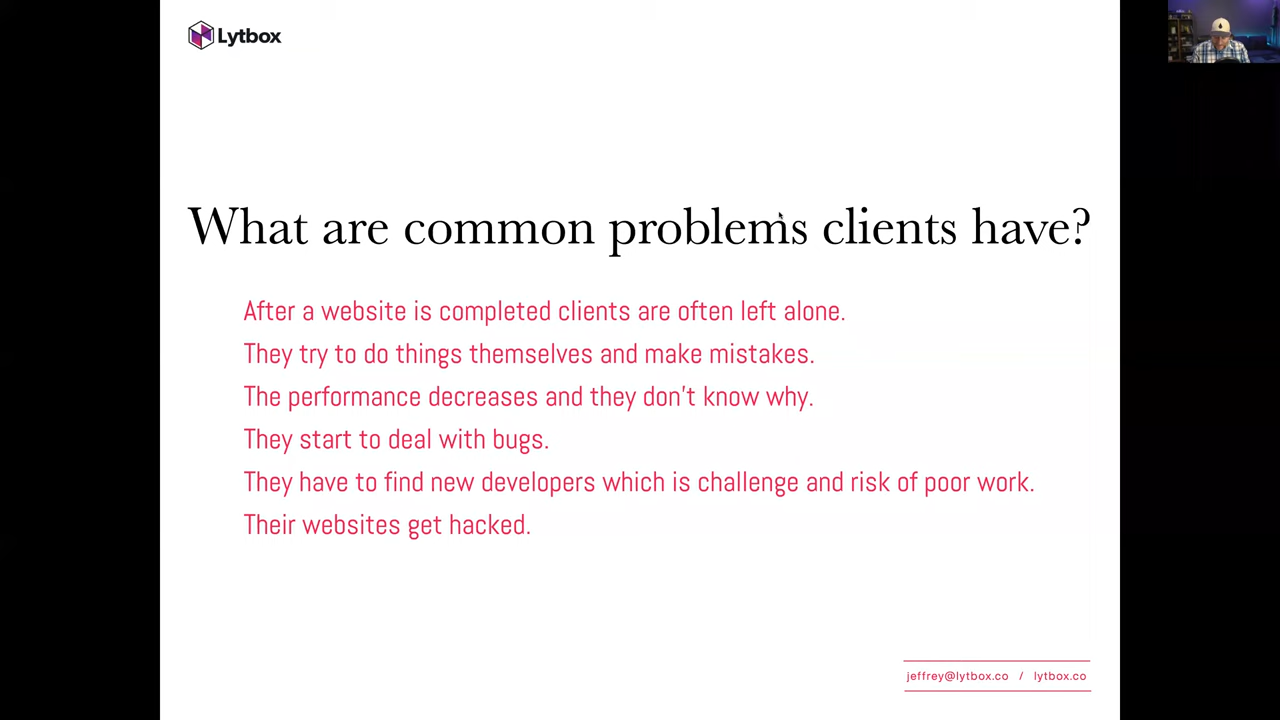 Lytbox
What are common problems clients have?
After a website is completed clients are often left alone.
They try to do things themselves and make mistakes.
The performance decreases and they don't know why.
They start to deal with bugs.
They have to find new developers which is challenge and risk of poor work.
Their websites get hacked.
jeffrey@lytbox.co / lytbox.co